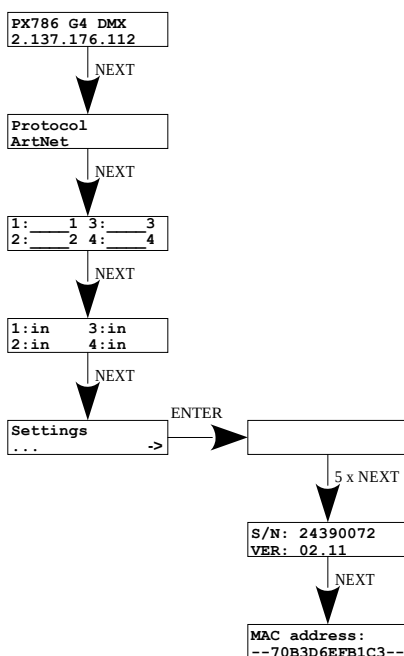 PX786 G4 DMX
2.137.176.112
NEXT
Protocol
ArtNet
NEXT
1:____1 3:____3
2:____2 4:____4
NEXT
1:in 3:in
2:in 4:in
NEXT
Settings
... ->
ENTER
5 x NEXT
S/N: 24390072
VER: 02.11
NEXT
MAC address:
--70B3D6EFB1C3--